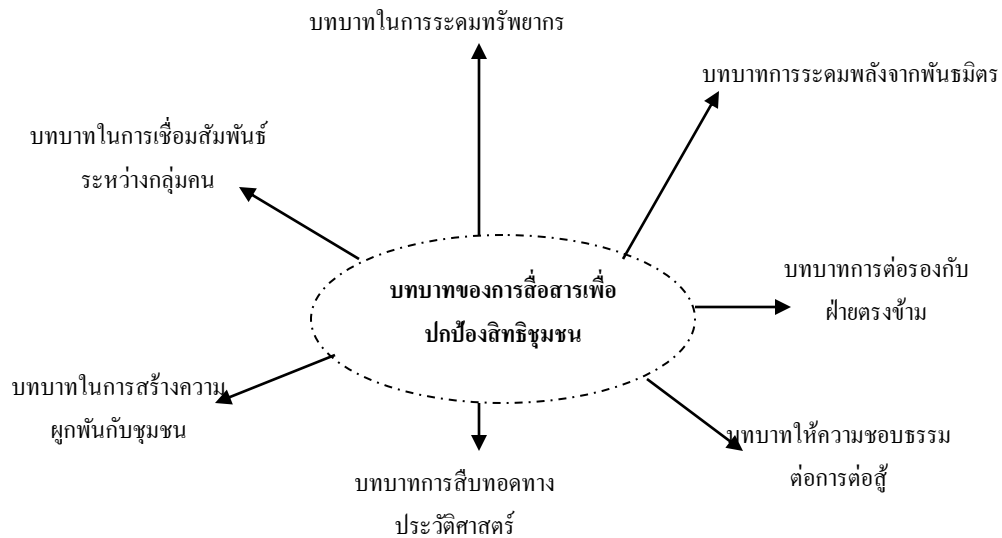 บทบาทในการระดมทรัพยากร
บทบาทการระดมพลังจากพันธมิตร
บทบาทในการเชื่อมสัมพันธ์
ระหว่างกลุ่มคน
บทบาทของการสื่อสารเพื่อ
ปกป้องสิทธิชุมชน
บทบาทการต่อรองกับ
ฝ่ายตรงข้าม
บทบาทในการสร้างความ
ผูกพันกับชุมชน
บทบาทให้ความชอบธรรม
ต่อการต่อสู้
บทบาทการสืบทอดทาง
ประวัติศาสตร์